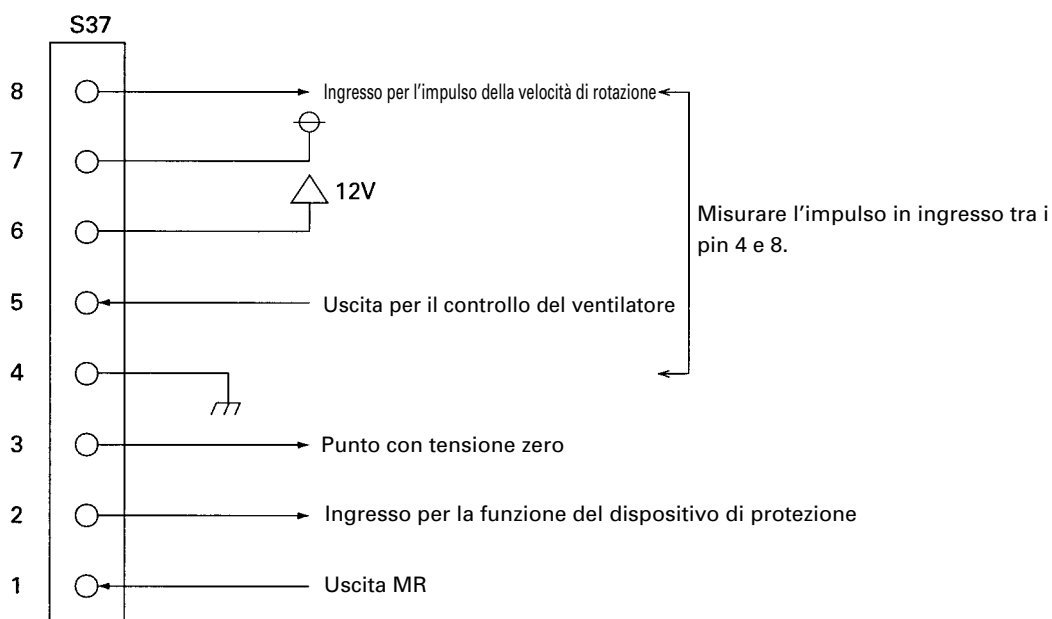 S37
8 Ingresso per l'impulso della velocità di rotazione
7
12V
6
Misurare l'impulso in ingresso tra i
pin 4 e 8.
5 Uscita per il controllo del ventilatore
4
3 Punto con tensione zero
2 Ingresso per la funzione del dispositivo di protezione
1 Uscita MR